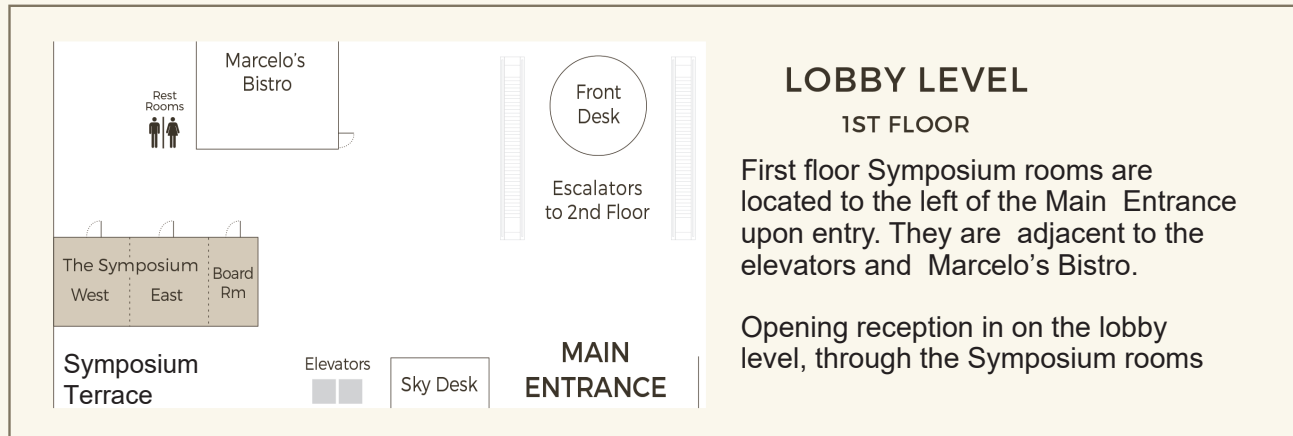 Marcelo's
Bistro
Rest
Rooms
Front
Desk
Escalators
to 2nd Floor
The Symposium
West
East
Board
Rm
Symposium
Terrace
Elevators
Sky Desk
MAIN
ENTRANCE
LOBBY LEVEL
1ST FLOOR
First floor Symposium rooms are
located to the left of the Main  Entrance
upon entry. They are  adjacent to the
elevators and  Marcelo's Bistro.
Opening reception in on the lobby
level, through the Symposium rooms